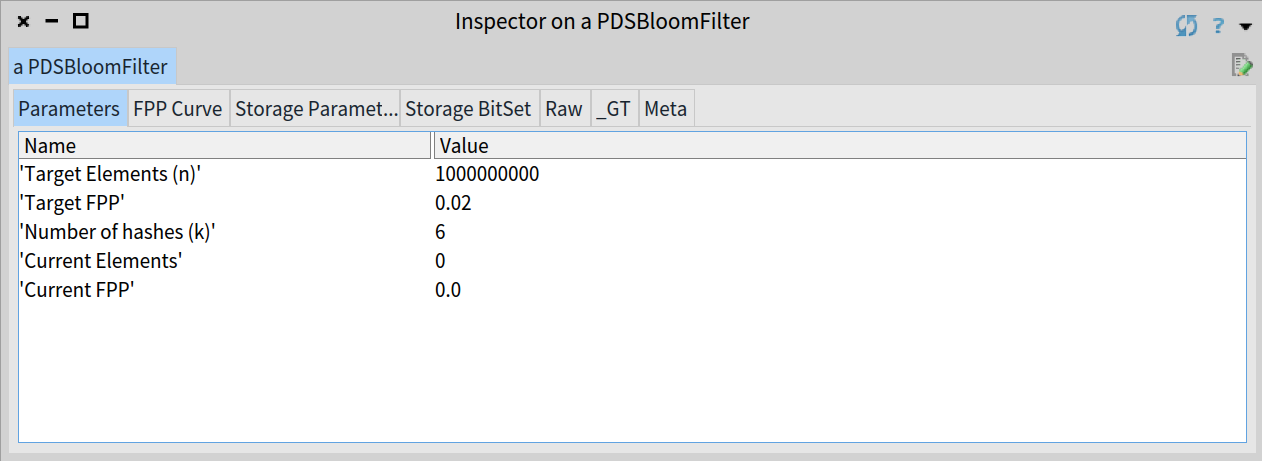 Inspector on a PDSBloomFilter
?
a PDSBloomFilter
Parameters FPP Curve Storage Paramet... Storage BitSet Raw _GT Meta
Name Value
'Target Elements (n)' 1000000000
'Target FPP' 0.02
'Number of hashes (k)' 6
'Current Elements' 0
'Current FPP' 0.0